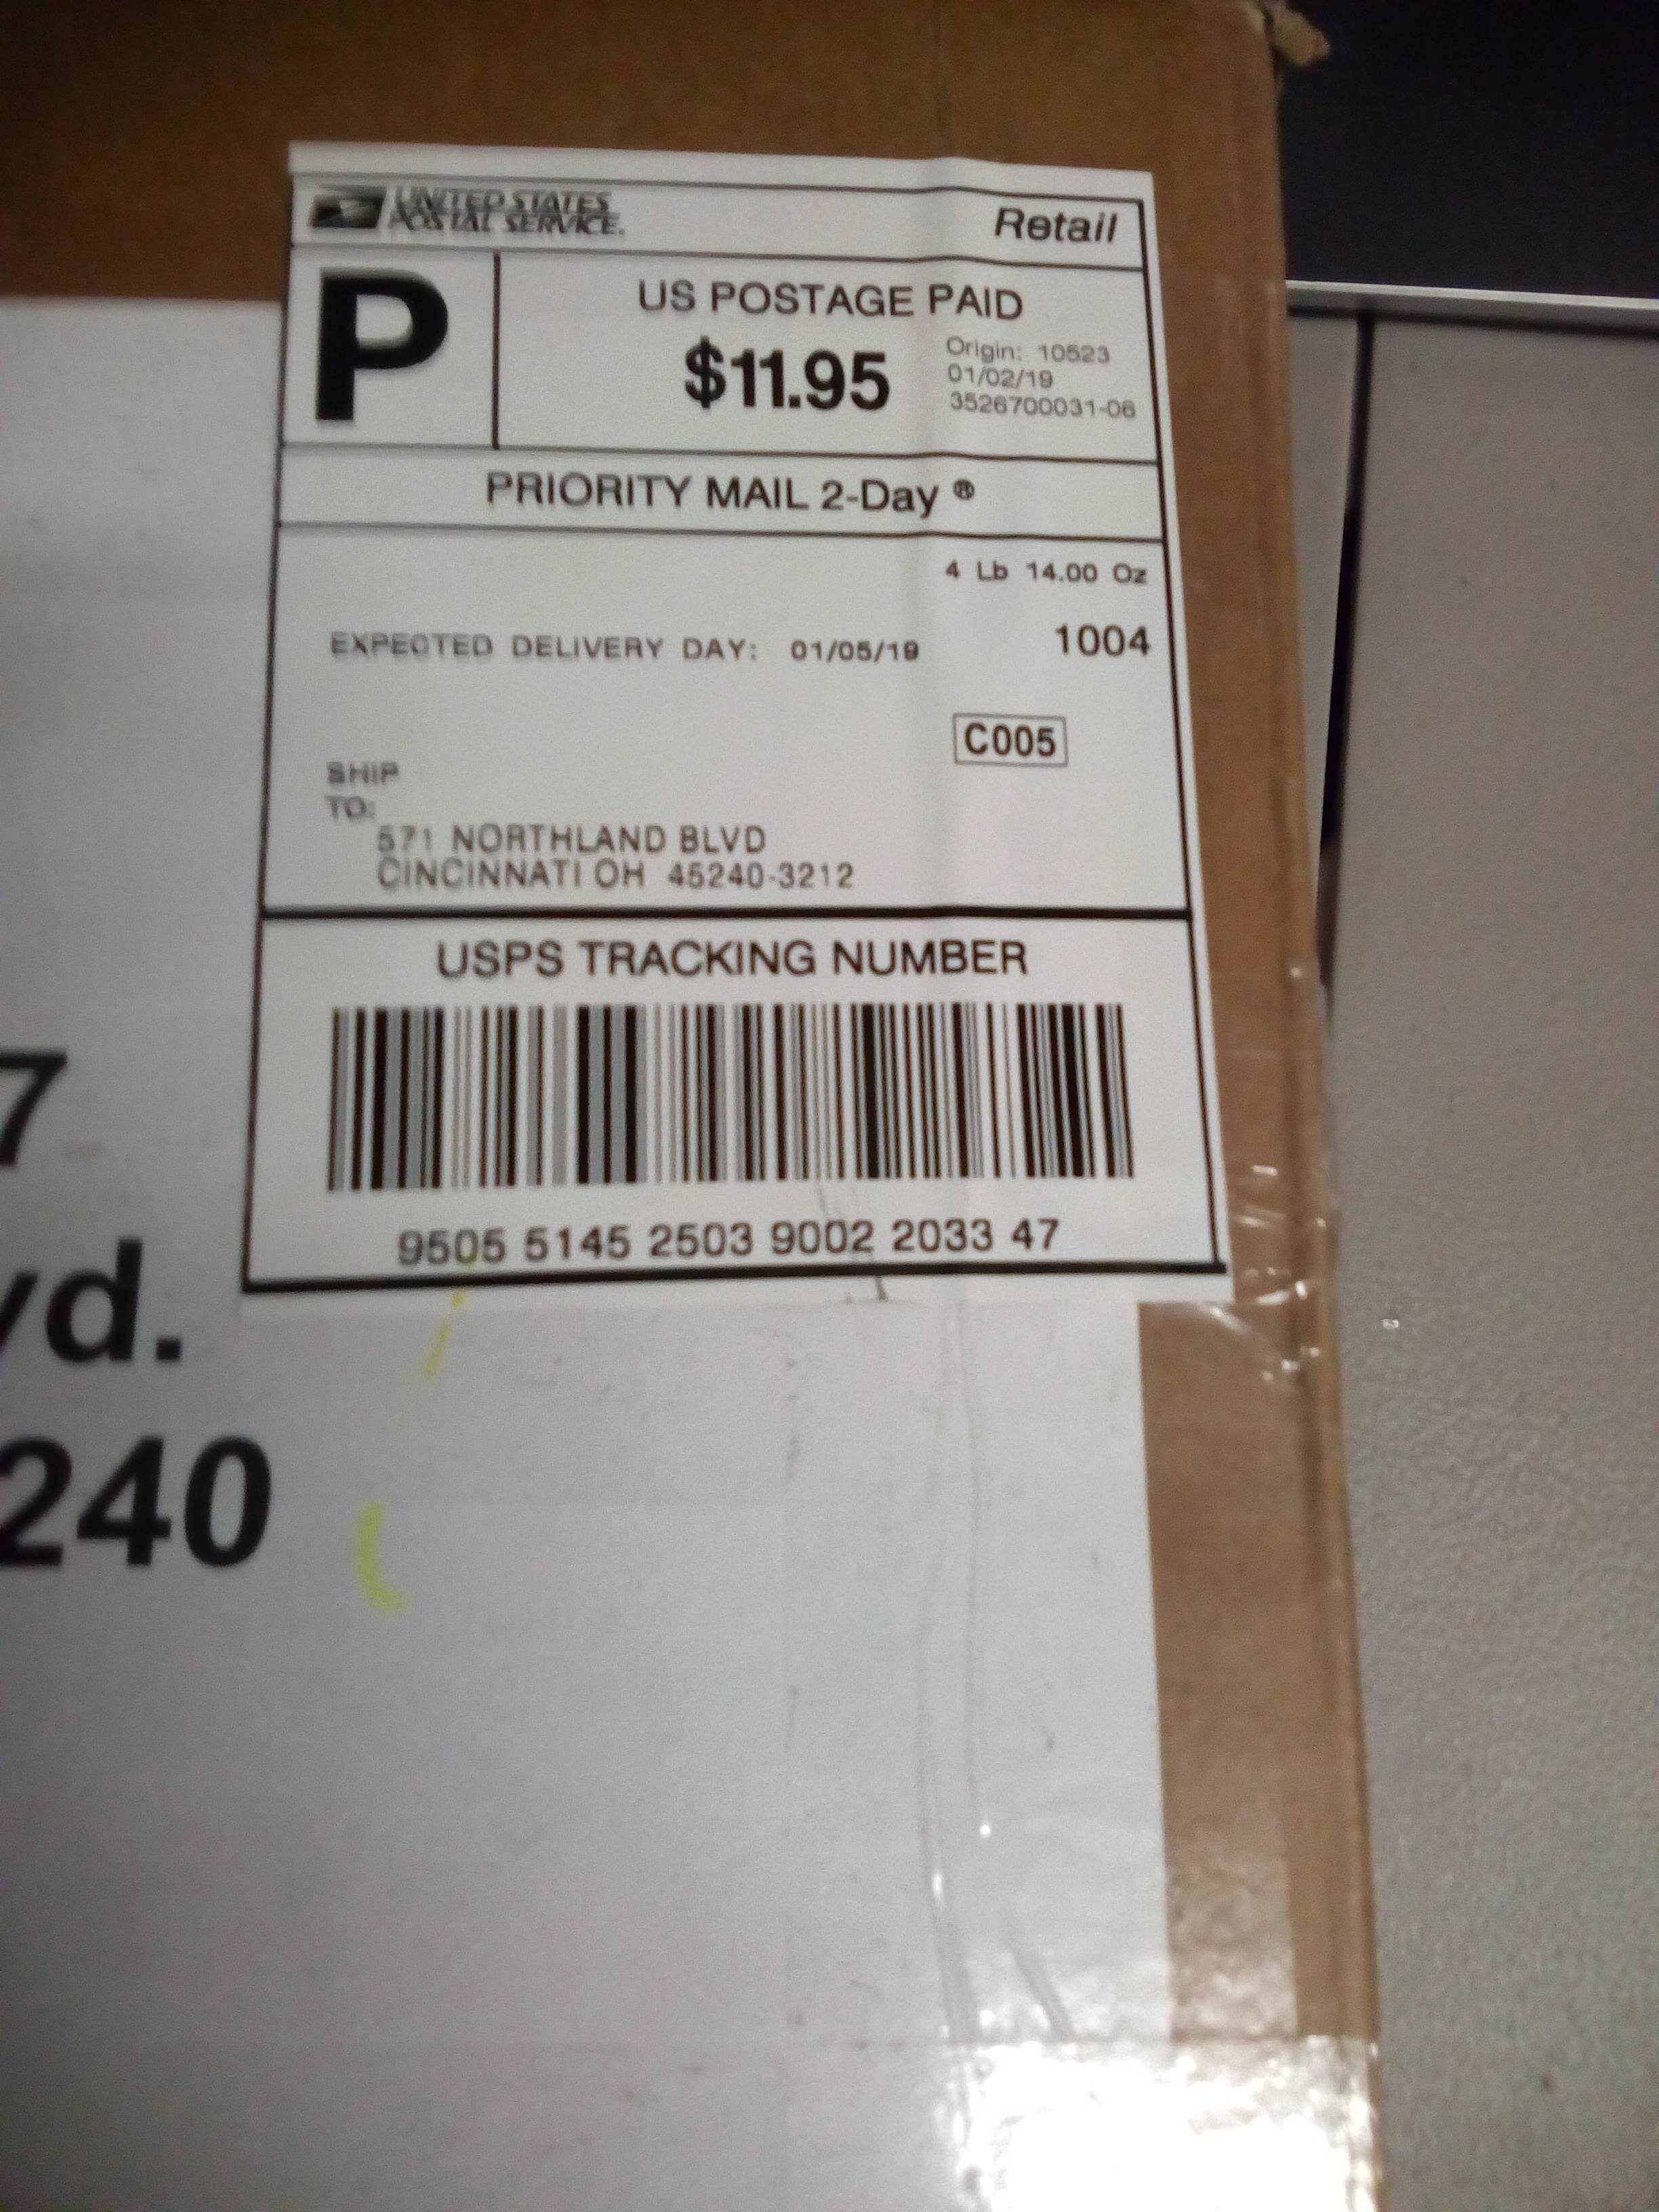 UNITED STATES
POSTAL SERVICE.
Retail
P
US POSTAGE PAID
$11.95
Origin: 10523
01/02/19
3526700031-06
PRIORITY MAIL 2-Day ®
4 Lb 14.00 Oz
EXPECTED DELIVERY DAY: 01/05/19
1004
C005
SHIP
TO:
571 NORTHLAND BLVD
CINCINNATI OH 45240-3212
USPS TRACKING NUMBER
9505 5145 2503 9002 2033 47
7
vd.
240